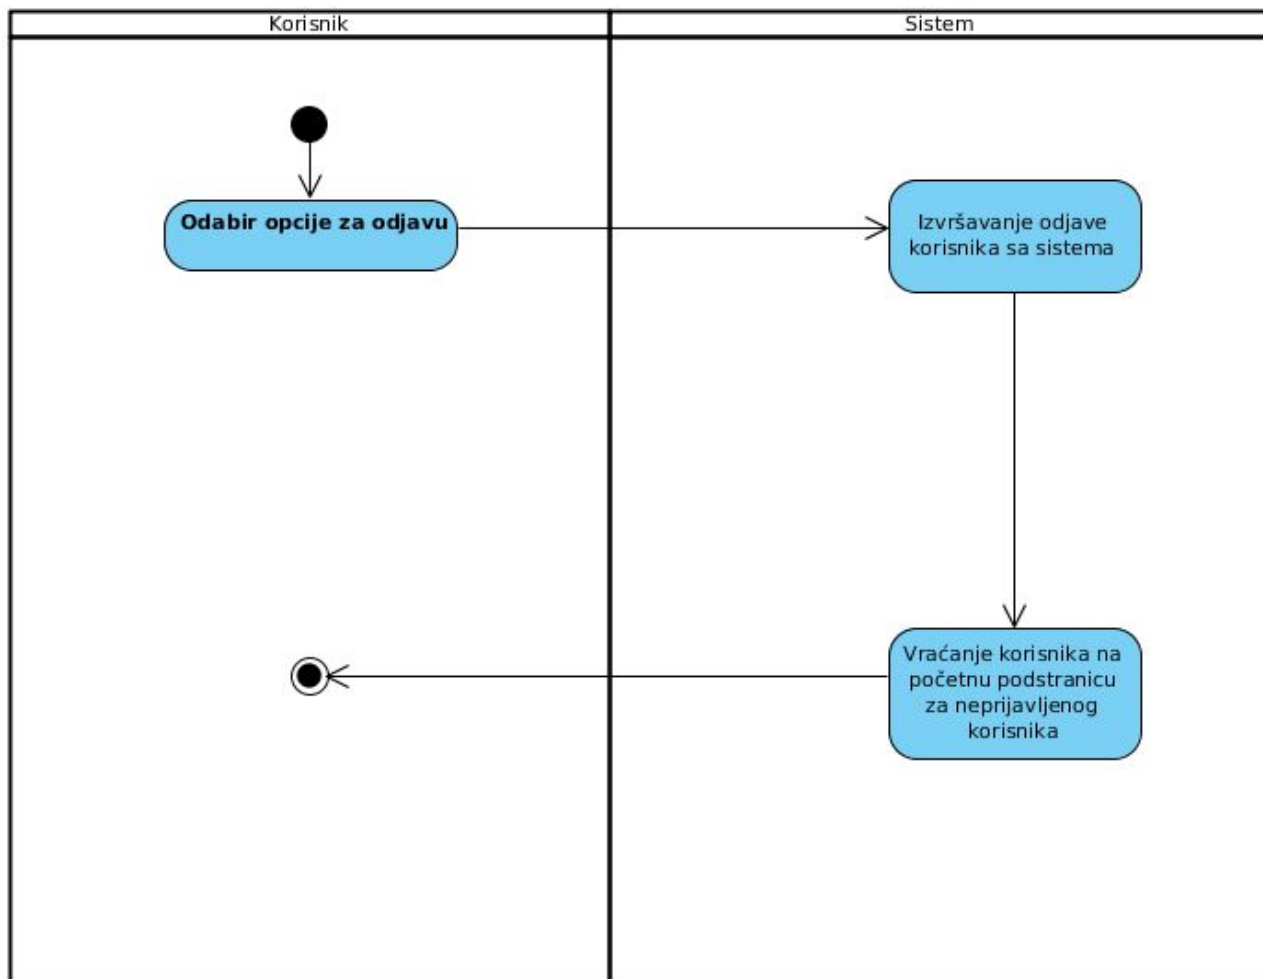 Korisnik
Sistem
Odabir opcije za odjavu
Izvršavanje odjave
korisnika sa sistema
Vraćanje korisnika na
početnu podstranicu
za neprijavljenog
korisnika